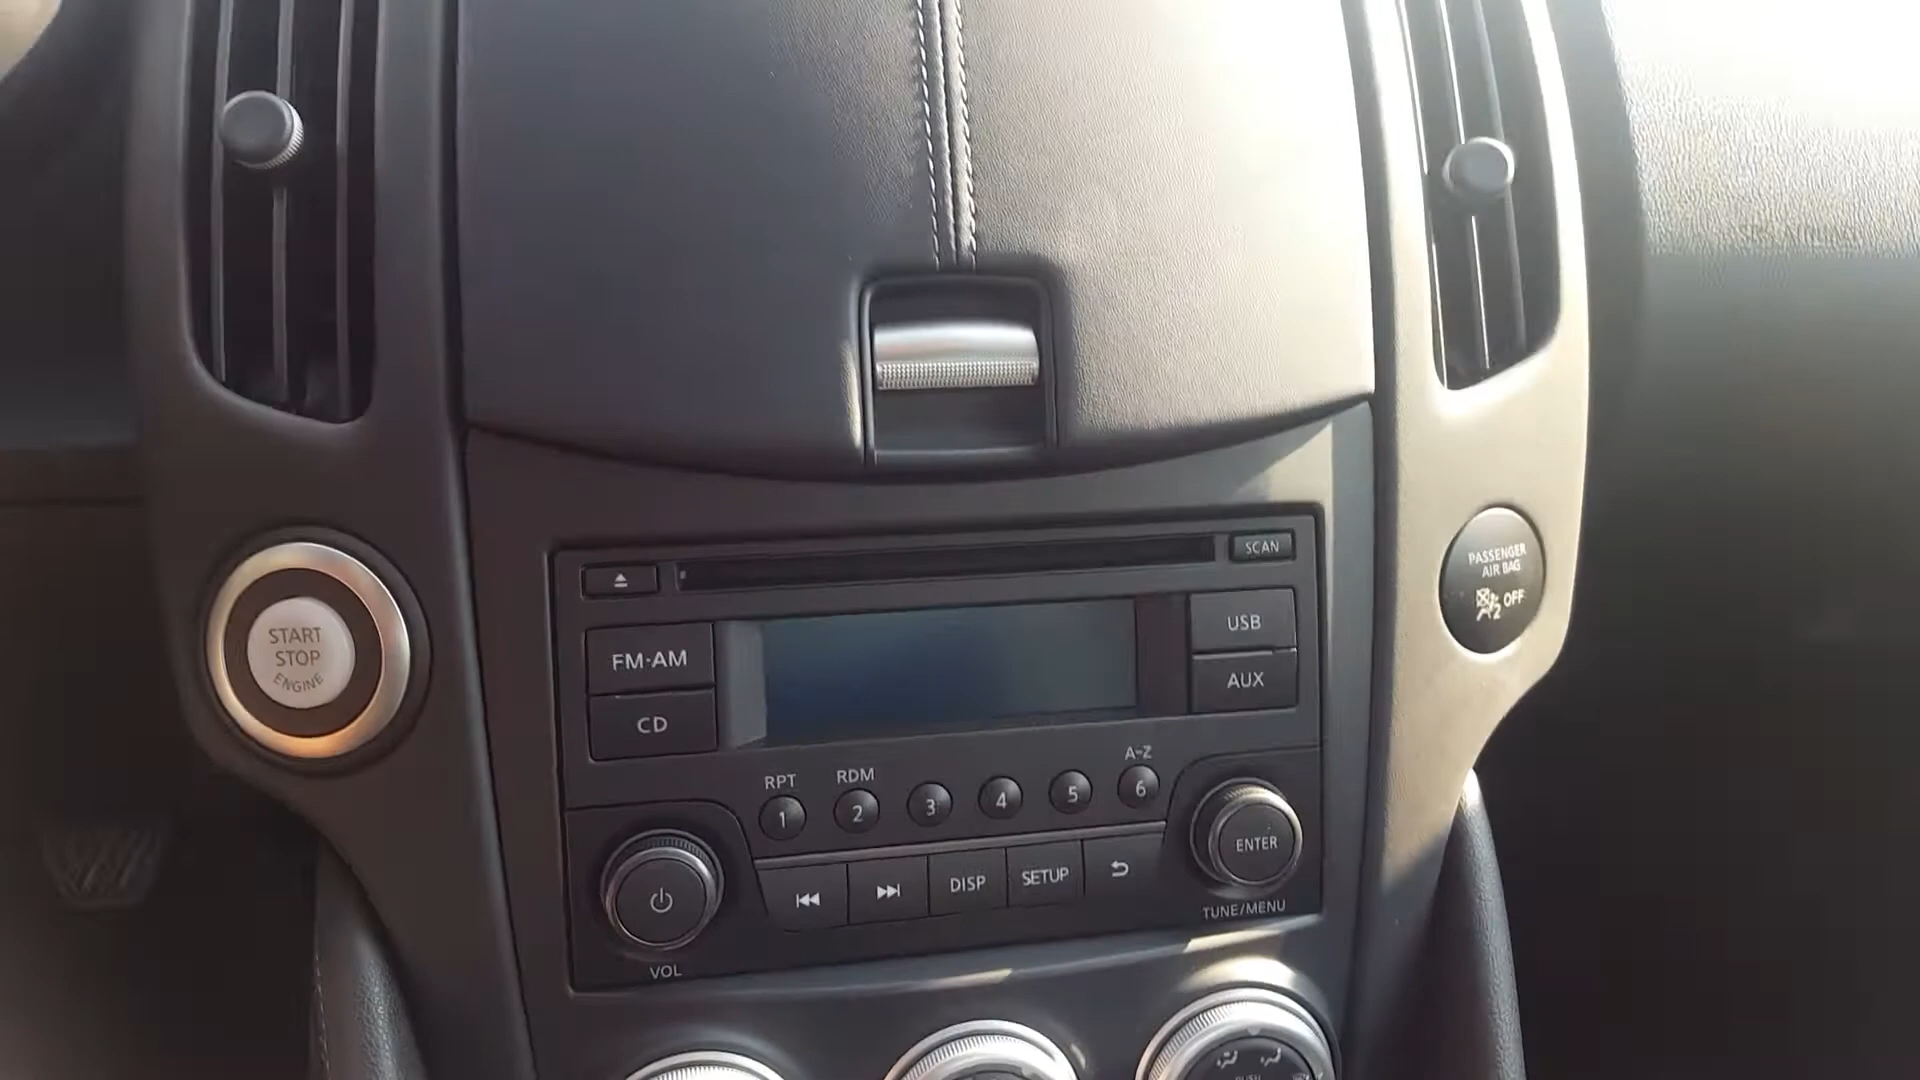 SCAN
FM·AM
CD
USB
AUX
START
STOP
ENGINE
PASSENGER
AIR BAG
2 OFF
RPT
RDM
A-Z
1
2
3
4
5
6
DISP
SETUP
ENTER
TUNE/MENU
VOL